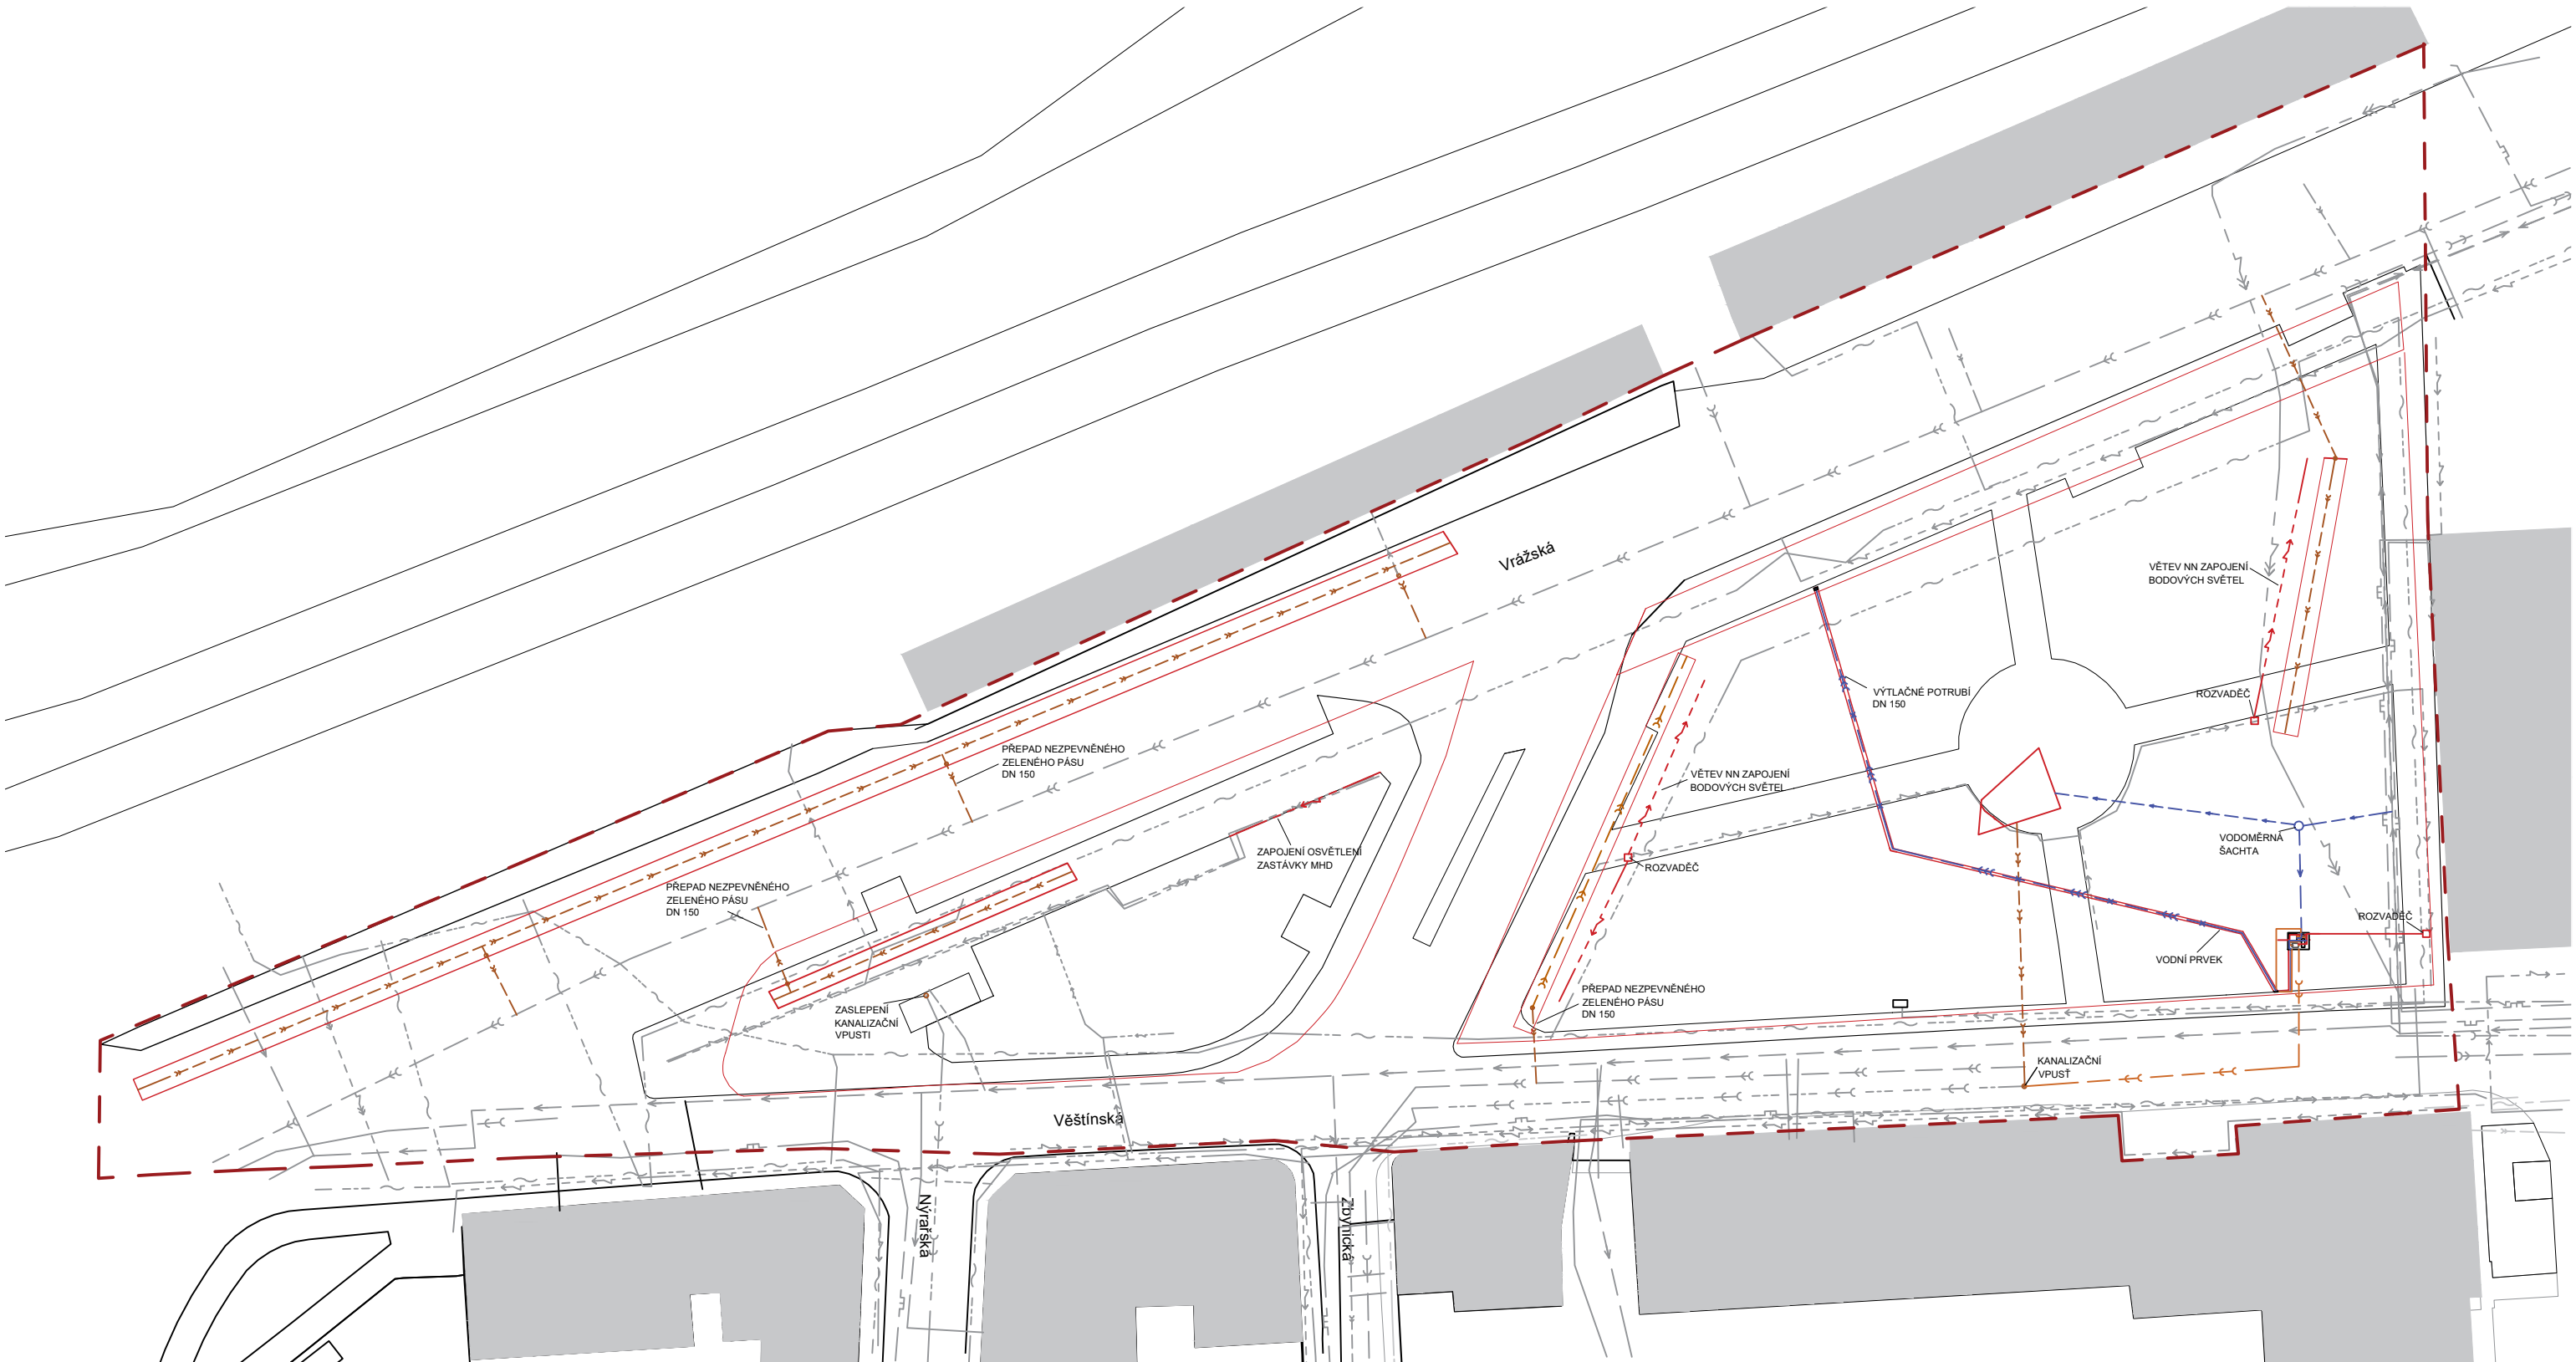 Vrážská
VĚTEV NN ZAPOJENÍ
BODOVÝCH SVĚTEL
ROZVADĚČ
VÝTLAČNÉ POTRUBÍ
DN 150
PŘEPAD NEZPEVNĚNÉHO
ZELENÉHO PÁSU
DN 150
VĚTEV NN ZAPOJENÍ
BODOVÝCH SVĚTEL
VODOMĚRNÁ
ŠACHTA
ZAPOJENÍ OSVĚTLENÍ
ZASTÁVKY MHD
ROZVADĚČ
PŘEPAD NEZPEVNĚNÉHO
ZELENÉHO PÁSU
DN 150
ROZVADĚČ
VODNÍ PRVEK
PŘEPAD NEZPEVNĚNÉHO
ZELENÉHO PÁSU
DN 150
ZASLEPENÍ
KANALIZAČNÍ
VPUSTI
KANALIZAČNÍ
VPUSŤ
Věštínská
Nýrařská
Zbynická